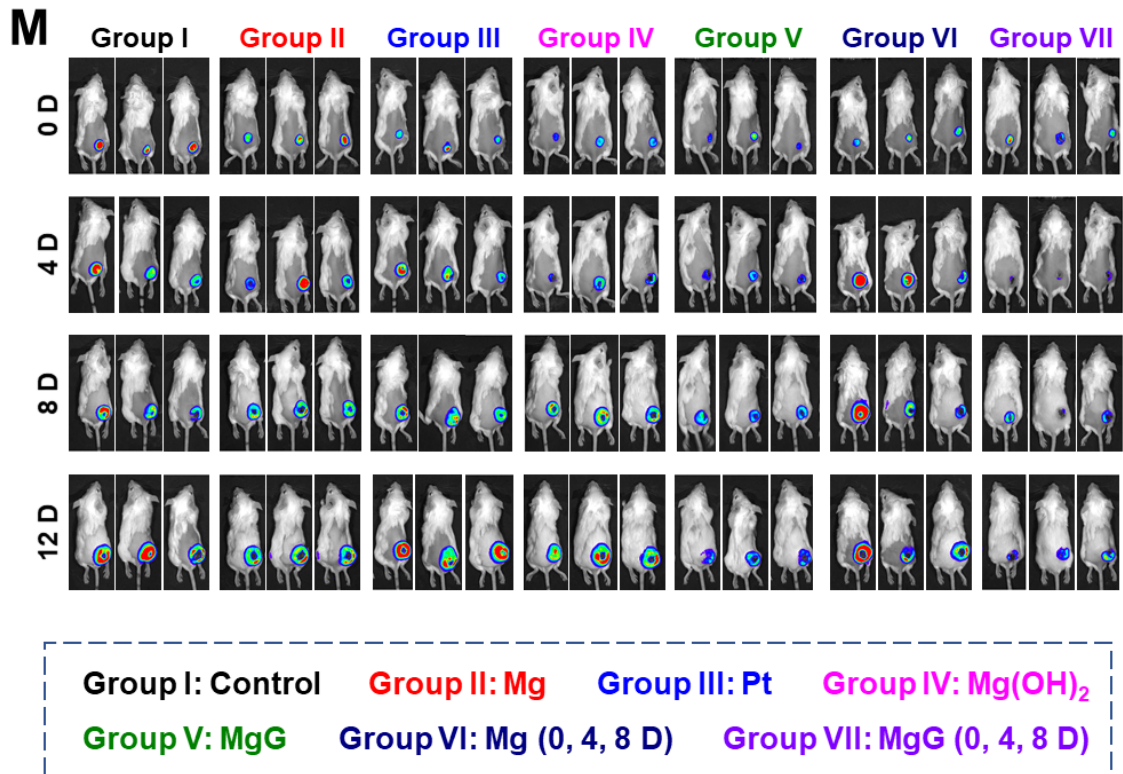 M
Group I Group II Group III Group IV Group V Group VI Group VII
0 D
4 D
8 D
12 D
Group I: Control Group II: Mg Group III: Pt Group IV: Mg(OH)₂
Group V: MgG Group VI: Mg (0, 4, 8 D) Group VII: MgG (0, 4, 8 D)